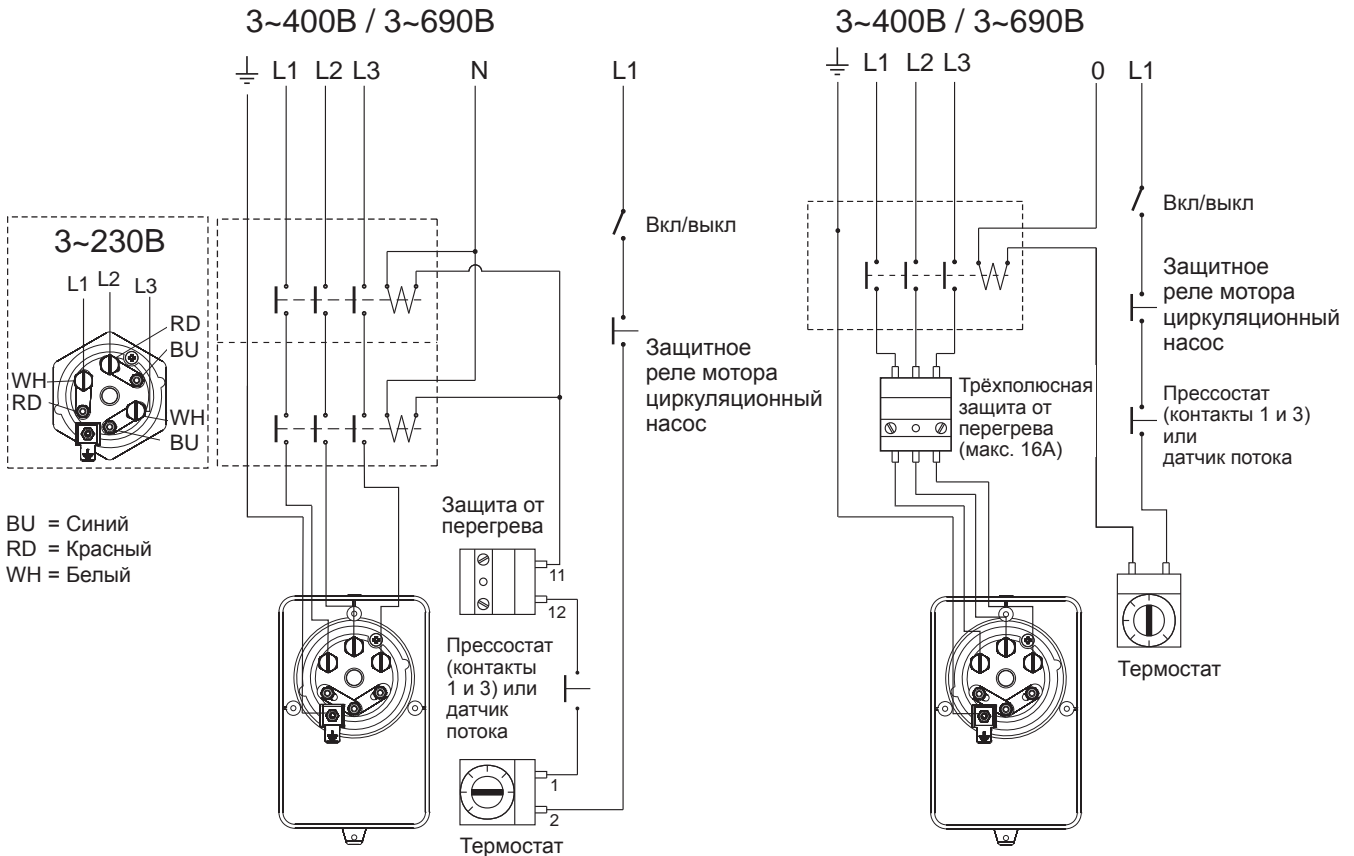 3~400В / 3~690В
L1 L2 L3 N L1
3~230В
L1 L2 L3
RD
BU
WH
RD
WH
BU
BU = Синий
RD = Красный
WH = Белый
Вкл/выкл
Защитное
реле мотора
циркуляционный
насос
Защита от
перегрева
11
12
Прессостат
(контакты
1 и 3) или
датчик
потока
1
2
Термостат
3~400В / 3~690В
L1 L2 L3 0 L1
Вкл/выкл
Защитное
реле мотора
циркуляционный
насос
Трёхполюсная
защита от
перегрева
(макс. 16А)
Прессостат
(контакты 1 и 3)
или
датчик потока
Термостат